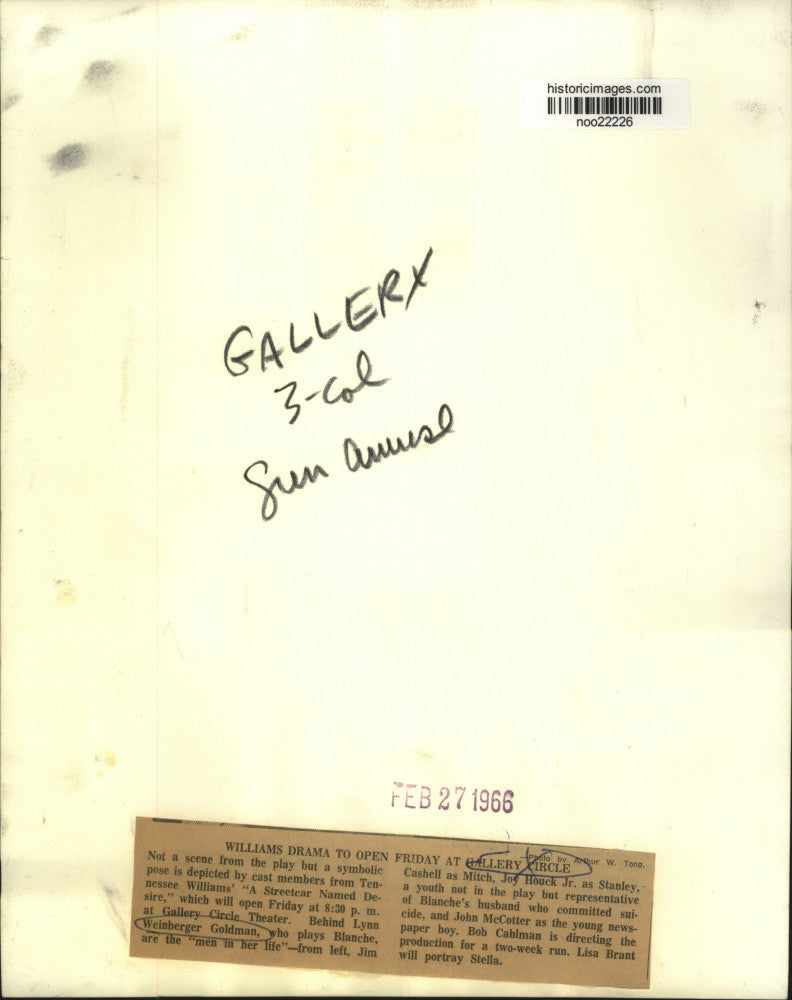 historicimages.com
noo22226
GALLERY
3-Col
Sun Amuse
FEB 27 1966
—Photo by Arthur W. Tong.
WILLIAMS DRAMA TO OPEN FRIDAY AT GALLERY CIRCLE
Not a scene from the play but a symbolic
pose is depicted by cast members from Ten-
nessee Williams' "A Streetcar Named De-
sire," which will open Friday at 8:30 p. m.
at Gallery Circle Theater. Behind Lynn
Weinberger Goldman, who plays Blanche,
are the "men in her life"—from left, Jim
Cashell as Mitch, Joy Houck Jr. as Stanley,
a youth not in the play but representative
of Blanche's husband who committed sui-
cide, and John McCotter as the young news-
paper boy. Bob Cahlman is directing the
production for a two-week run. Lisa Brant
will portray Stella.